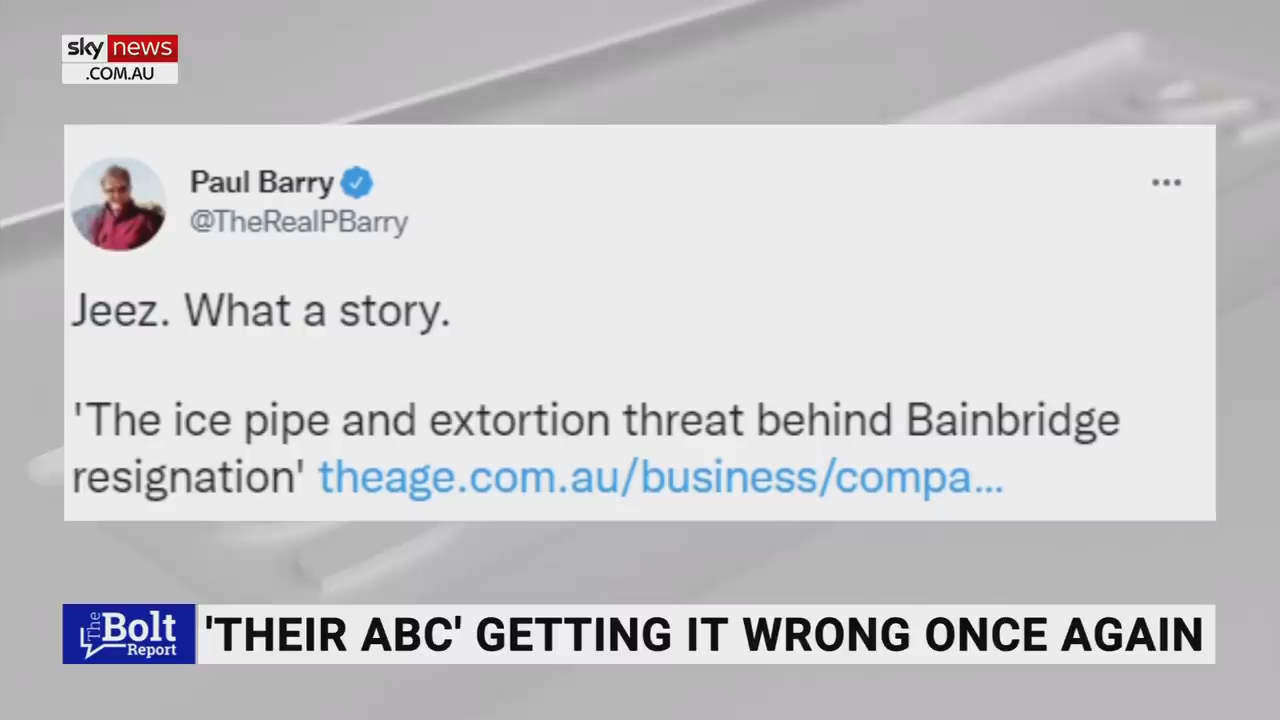 sky news
.COM.AU
Paul Barry
@TheRealPBarry
Jeez. What a story.
'The ice pipe and extortion threat behind Bainbridge
resignation' theage.com.au/business/compa...
The Bolt Report
'THEIR ABC' GETTING IT WRONG ONCE AGAIN